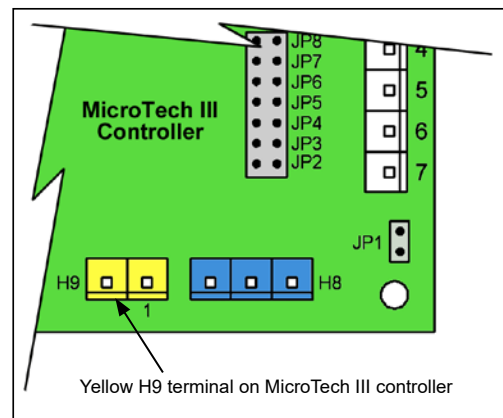 JP8
4
JP7
JP6
5
MicroTech III
Controller
JP5
JP4
6
JP3
JP2
7
JP1
H9
H8
1
Yellow H9 terminal on MicroTech III controller